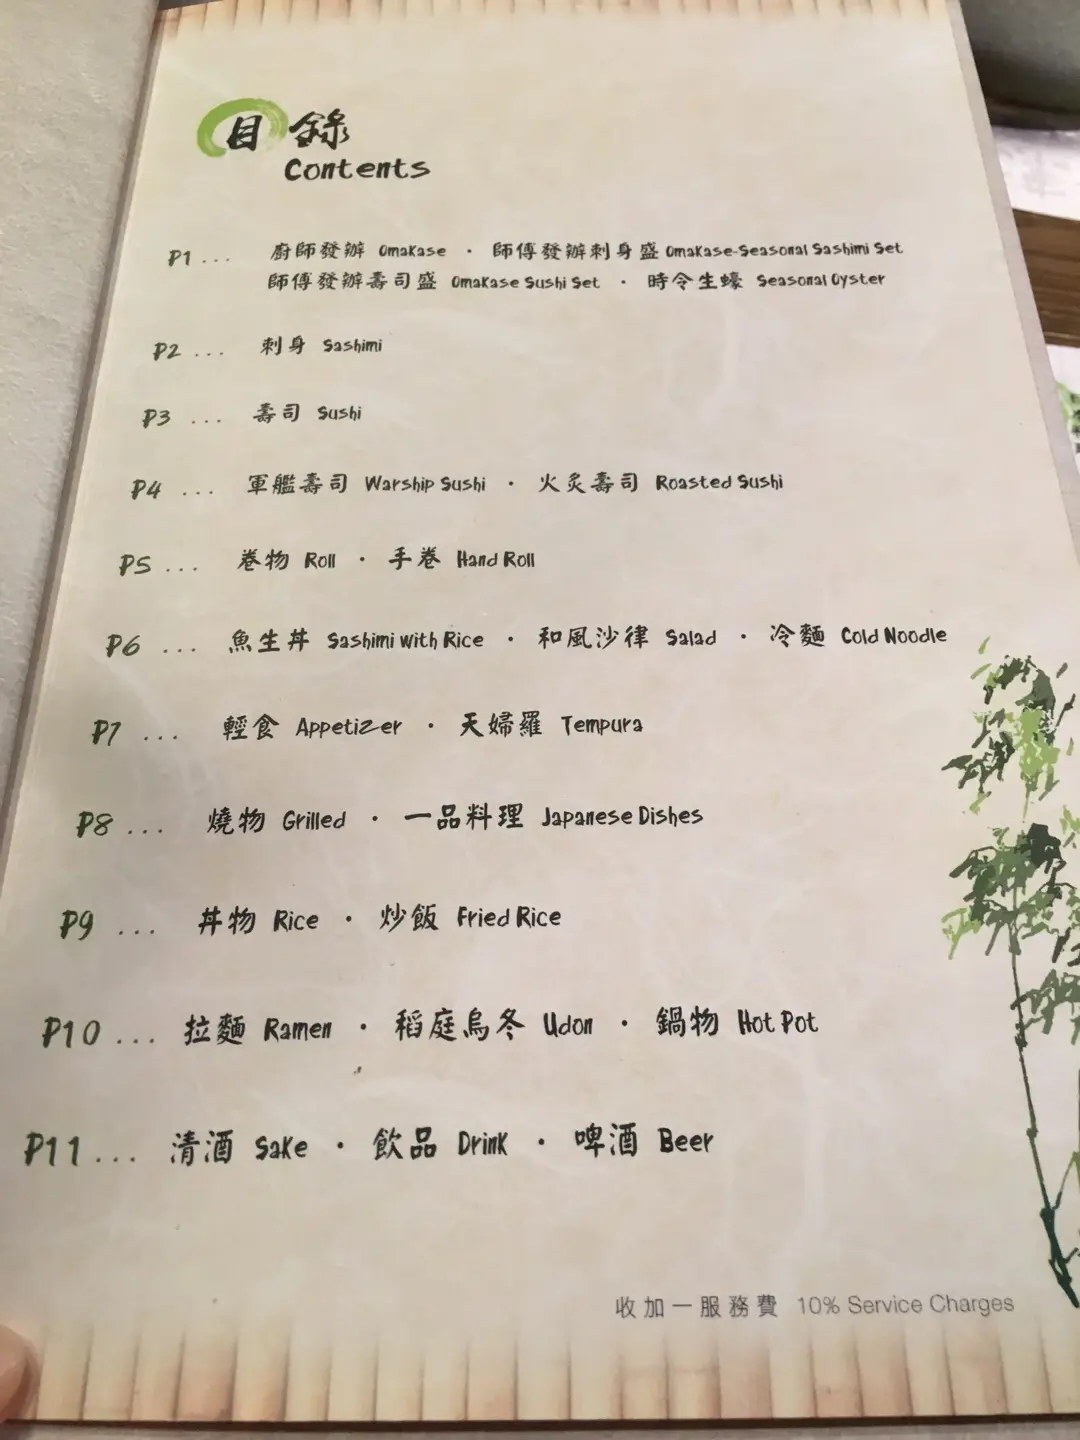 目錄
Contents
P1 ... 廚師發辦 Omakase · 師傅發辦刺身盛 Omakase-Seasonal Sashimi Set
師傅發辦壽司盛 Omakase Sushi Set · 時令生蠔 Seasonal Oyster
P2 ... 刺身 Sashimi
P3 ... 壽司 Sushi
P4 ... 軍艦壽司 Warship Sushi · 火炙壽司 Roasted Sushi
P5 ... 卷物 Roll · 手卷 Hand Roll
P6 ... 魚生丼 Sashimi with Rice · 和風沙律 Salad · 冷麵 Cold Noodle
P7 ... 輕食 Appetizer · 天婦羅 Tempura
P8 ... 燒物 Grilled · 一品料理 Japanese Dishes
P9 ... 丼物 Rice · 炒飯 Fried Rice
P10 ... 拉麵 Ramen · 稻庭烏冬 Udon · 鍋物 Hot Pot
P11 ... 清酒 Sake · 飲品 Drink · 啤酒 Beer
收加一服務費 10% Service Charges